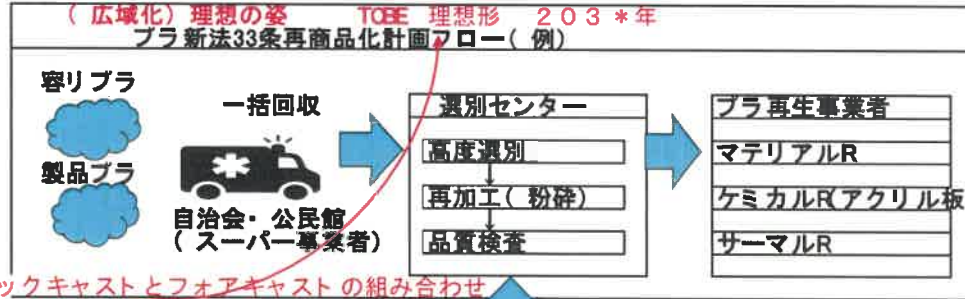 (広域化)理想の姿　TOBE 理想形　203*年
プラ新法33条再商品化計画フロー(例)
容リプラ
製品プラ
一括回収
自治会・公民館
(スーパー事業者)
選別センター
高度選別
再加工(粉砕)
品質検査
プラ再生事業者
マテリアルR
ケミカルR(アクリル板
サーマルR
ックキャストとフォアキャストの組み合わせ